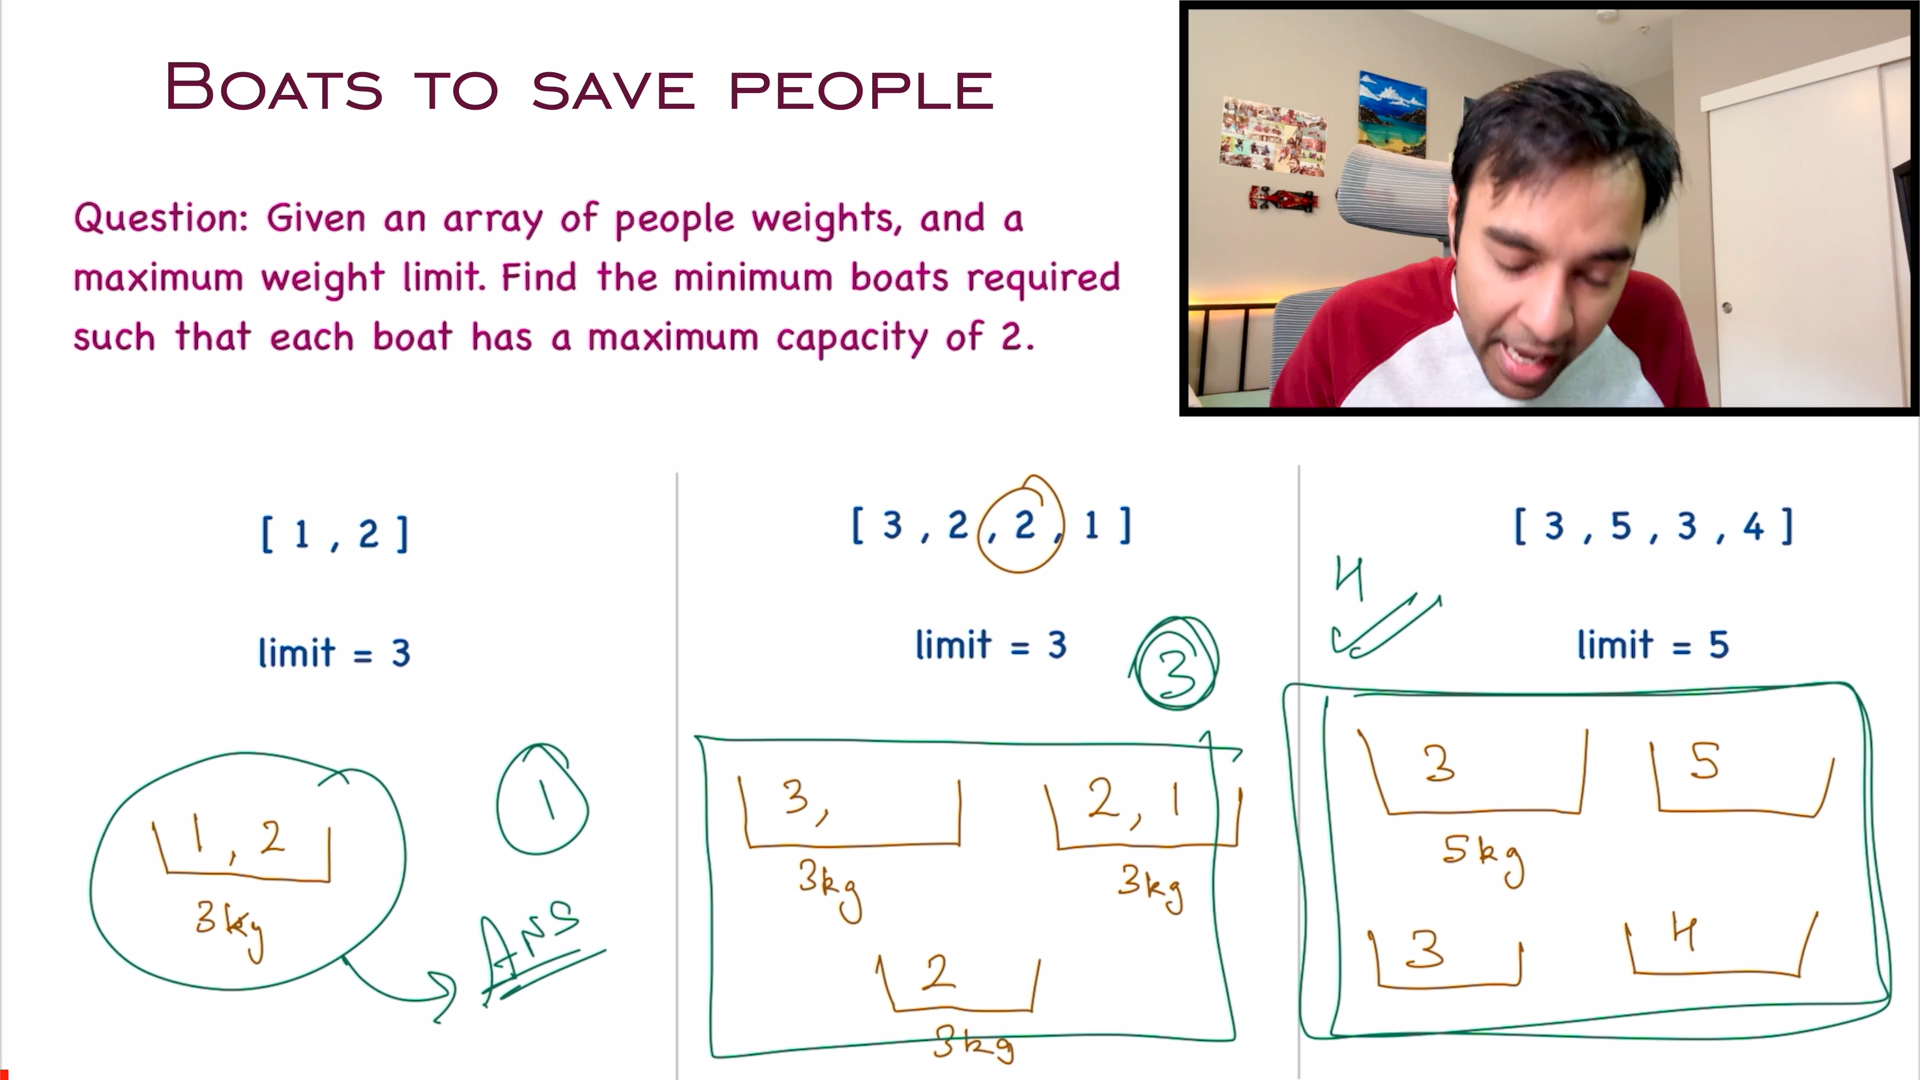 BOATS TO SAVE PEOPLE
Question: Given an array of people weights, and a
maximum weight limit. Find the minimum boats required
such that each boat has a maximum capacity of 2.
[ 1 , 2 ]
limit = 3
1
1 , 2
3kg
ANS
[ 3 , 2 , 2 , 1 ]
limit = 3
3
3,
3kg
2, 1
3kg
2
3kg
[ 3 , 5 , 3 , 4 ]
4
limit = 5
3
5kg
5
3
4